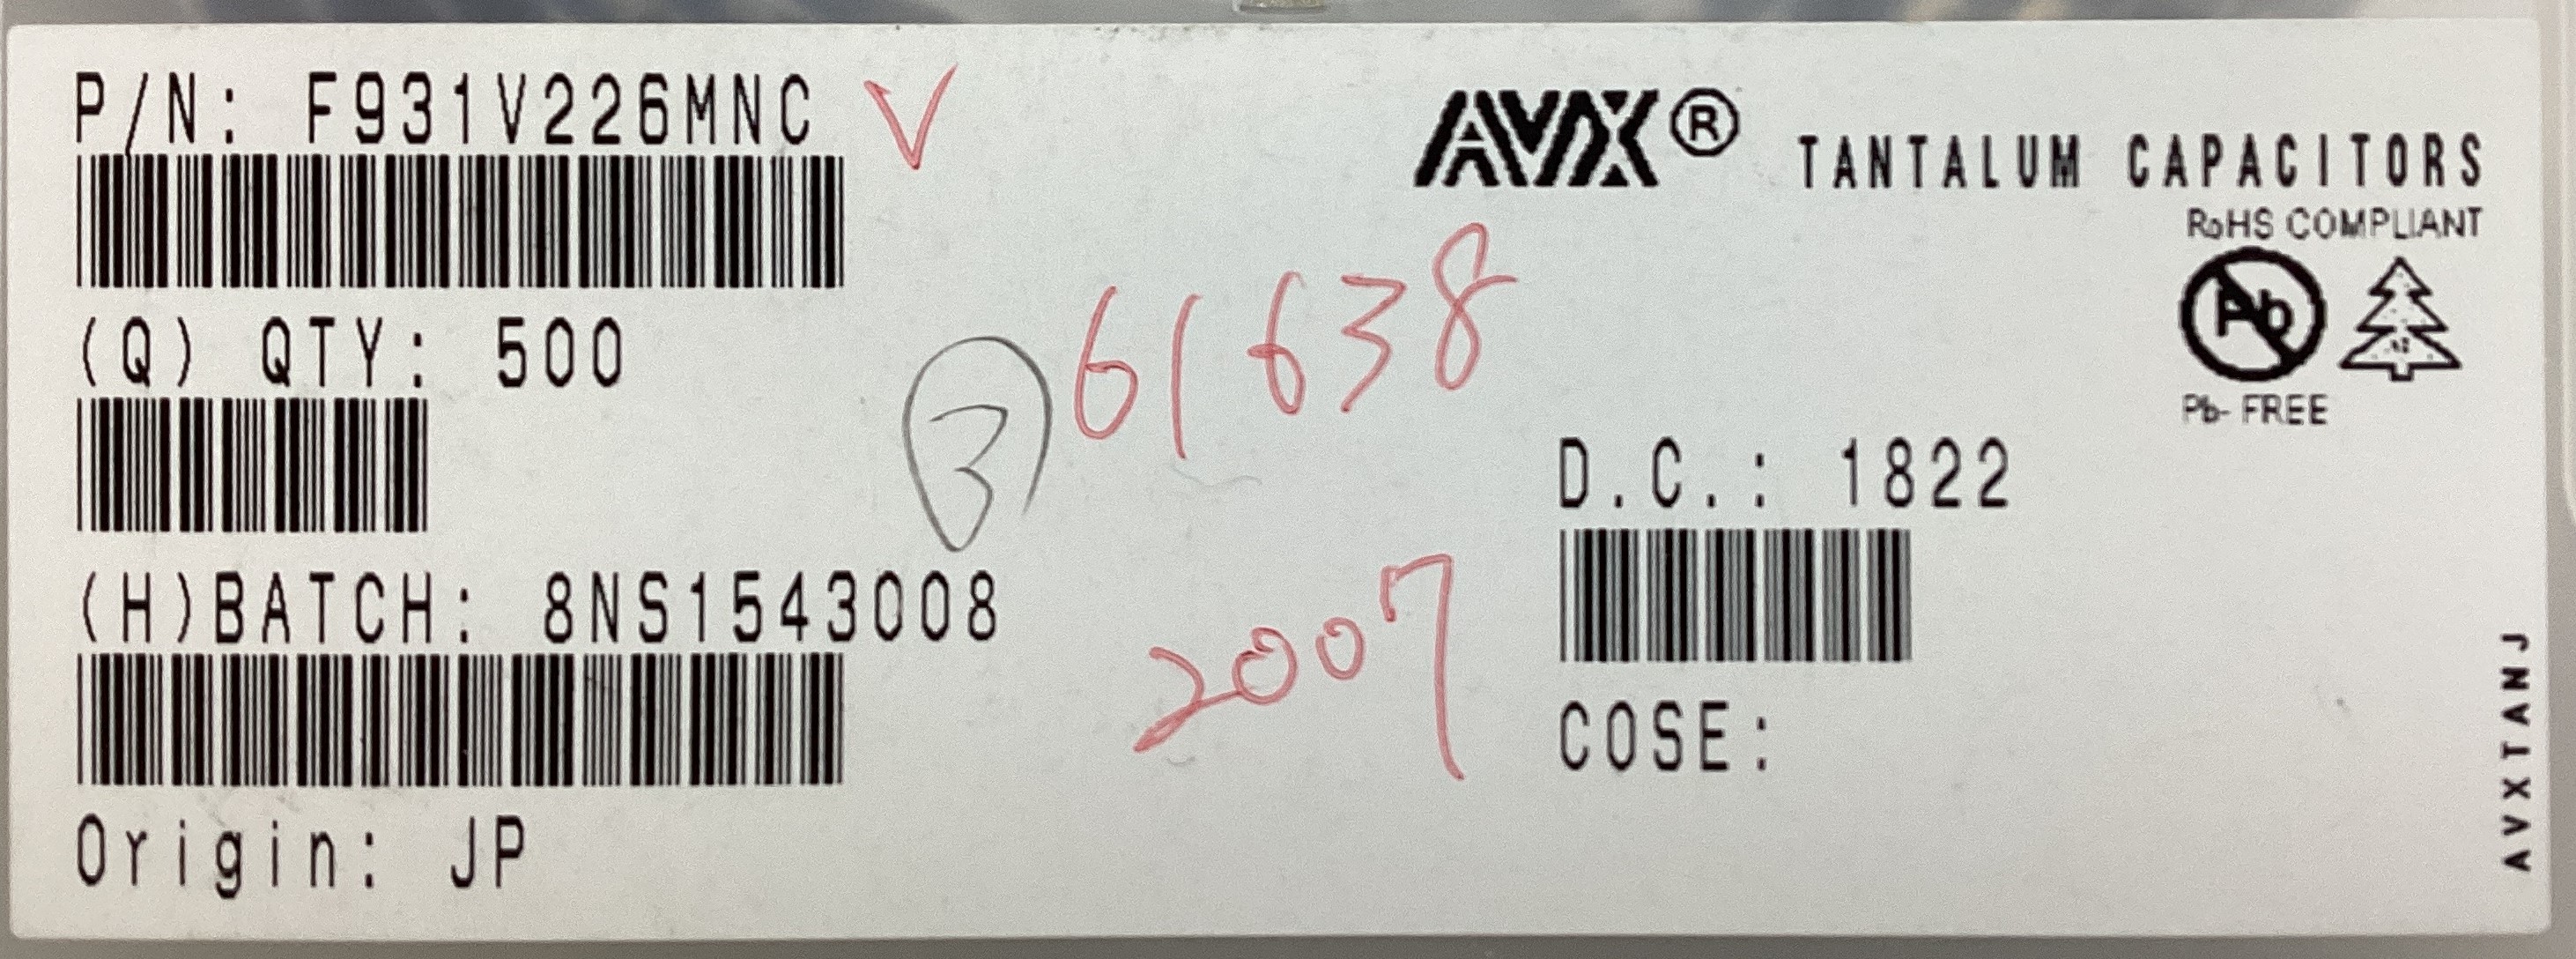 P/N: F931V226MNC V
AVX® TANTALUM CAPACITORS
RoHS COMPLIANT
Pb
Pb- FREE
(Q) QTY: 500
3
61638
D.C.: 1822
(H)BATCH: 8NS1543008
2007
COSE:
Origin: JP
AVXTANJ